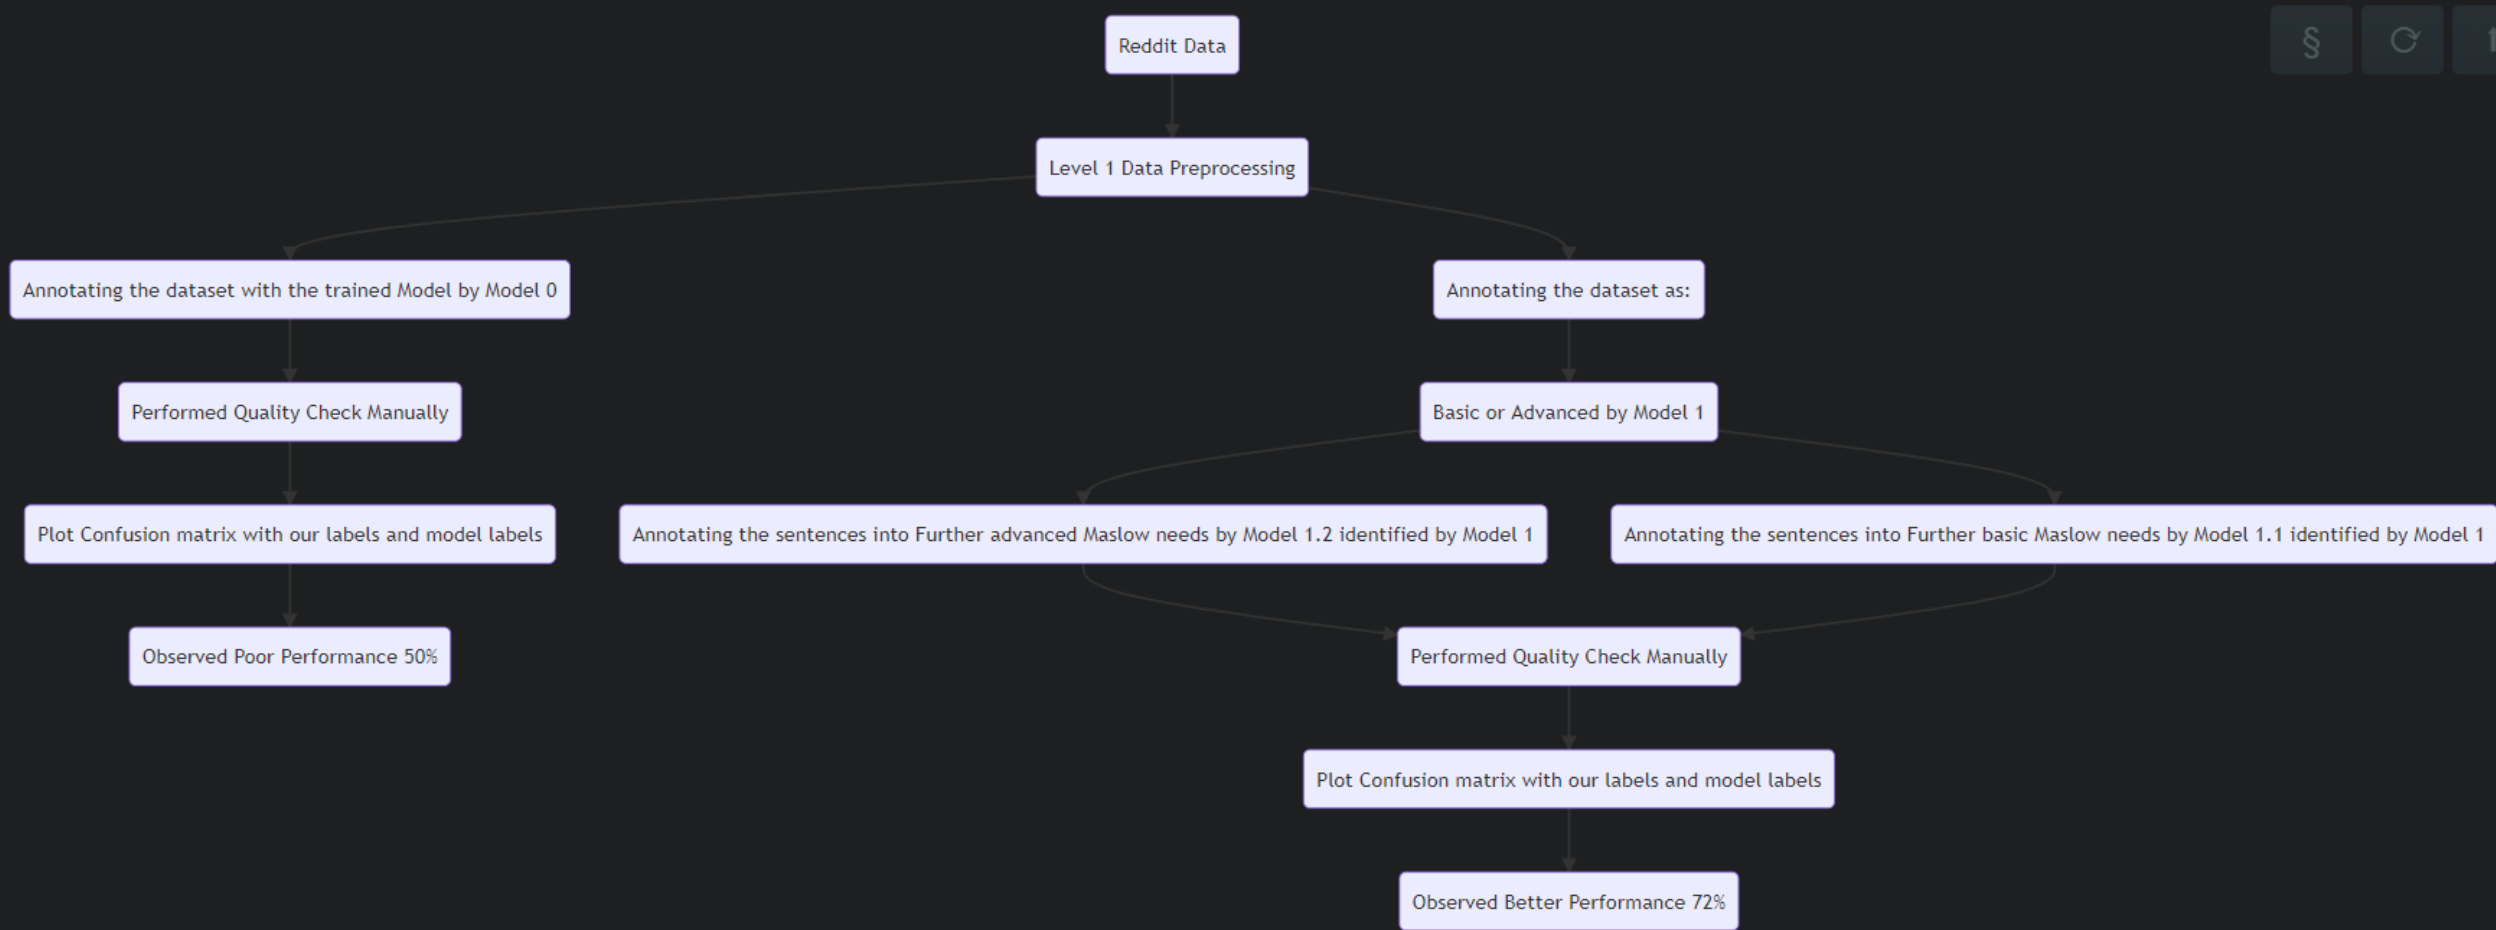 §
Reddit Data
Level 1 Data Preprocessing
Annotating the dataset with the trained Model by Model 0
Annotating the dataset as:
Performed Quality Check Manually
Basic or Advanced by Model 1
Plot Confusion matrix with our labels and model labels
Annotating the sentences into Further advanced Maslow needs by Model 1.2 identified by Model 1
Annotating the sentences into Further basic Maslow needs by Model 1.1 identified by Model 1
Observed Poor Performance 50%
Performed Quality Check Manually
Plot Confusion matrix with our labels and model labels
Observed Better Performance 72%